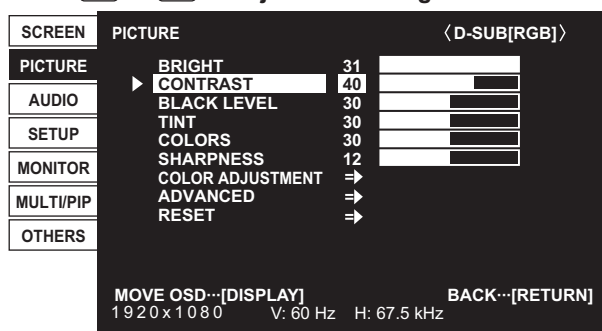 SCREEN
PICTURE
AUDIO
SETUP
MONITOR
MULTI/PIP
OTHERS
PICTURE 〈D-SUB[RGB]〉
BRIGHT 31
CONTRAST 40
BLACK LEVEL 30
TINT 30
COLORS 30
SHARPNESS 12
COLOR ADJUSTMENT
ADVANCED
RESET
MOVE OSD···[DISPLAY] BACK···[RETURN]
1920x1080 V: 60 Hz H: 67.5 kHz